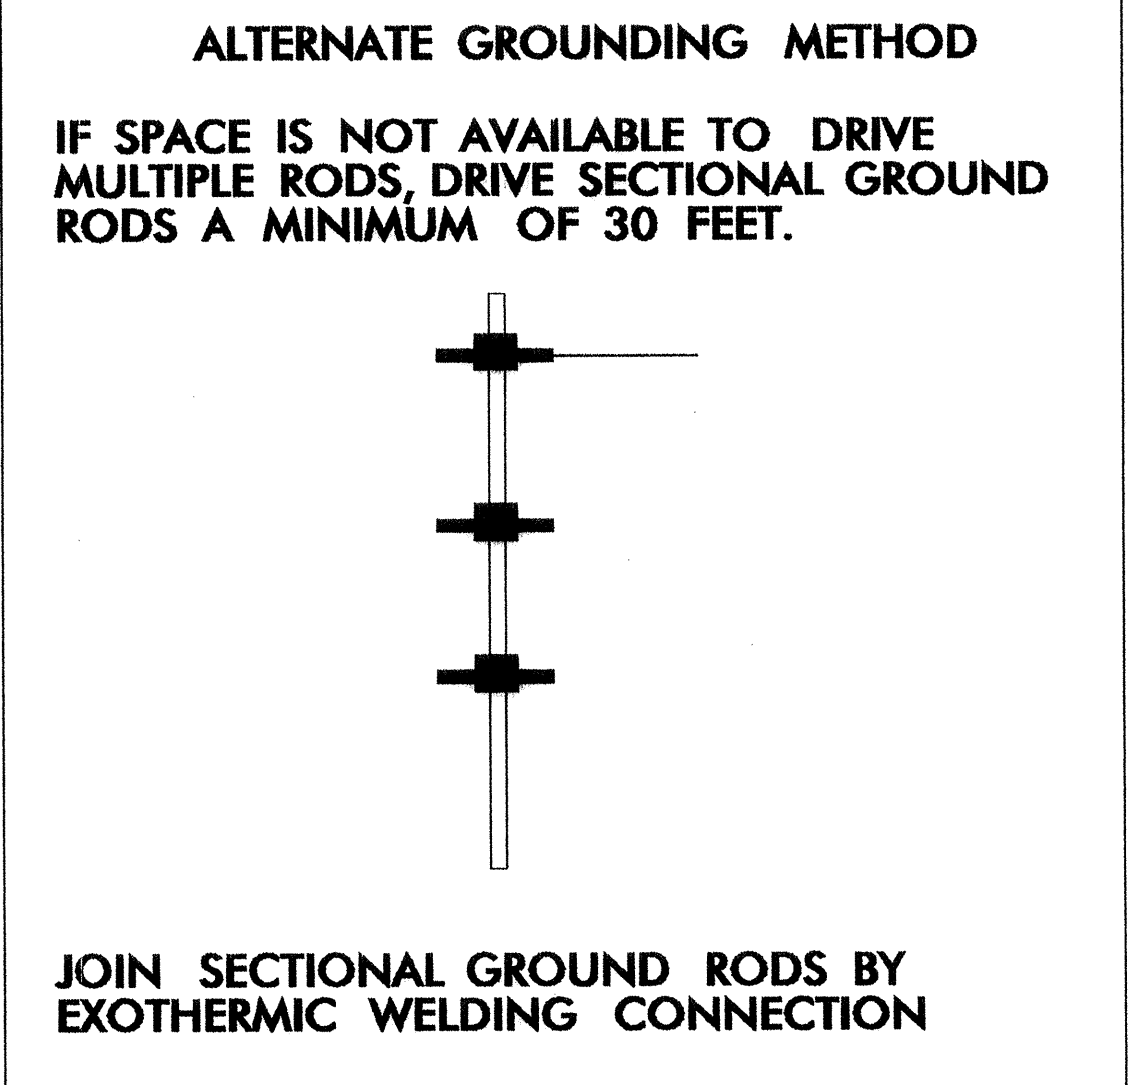 ALTERNATE GROUNDING METHOD
IF SPACE IS NOT AVAILABLE TO DRIVE
MULTIPLE RODS, DRIVE SECTIONAL GROUND
RODS A MINIMUM OF 30 FEET.
JOIN SECTIONAL GROUND RODS BY
EXOTHERMIC WELDING CONNECTION